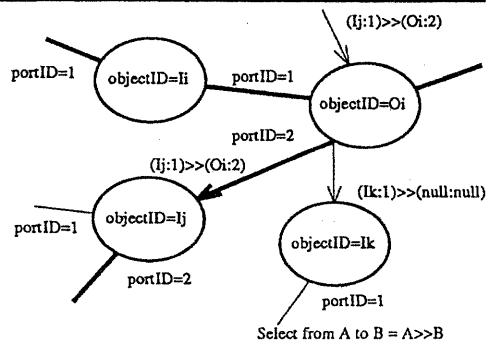 (Ij:1)>>(Oi:2)
portID=1
objectID=Ii
portID=1
objectID=Oi
portID=2
(Ij:1)>>(Oi:2)
(Ik:1)>>(null:null)
portID=1
objectID=Ij
objectID=Ik
portID=2
portID=1
Select from A to B = A>>B